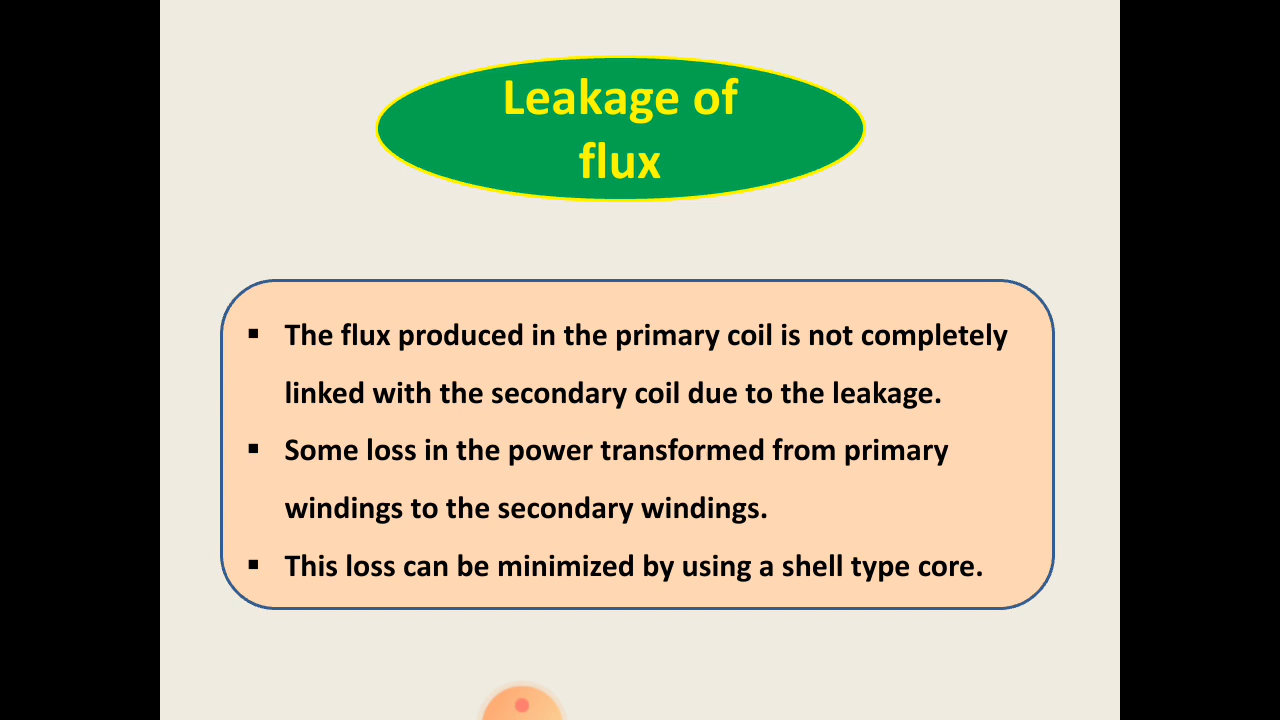 Leakage of
flux
▪ The flux produced in the primary coil is not completely
linked with the secondary coil due to the leakage.
▪ Some loss in the power transformed from primary
windings to the secondary windings.
▪ This loss can be minimized by using a shell type core.